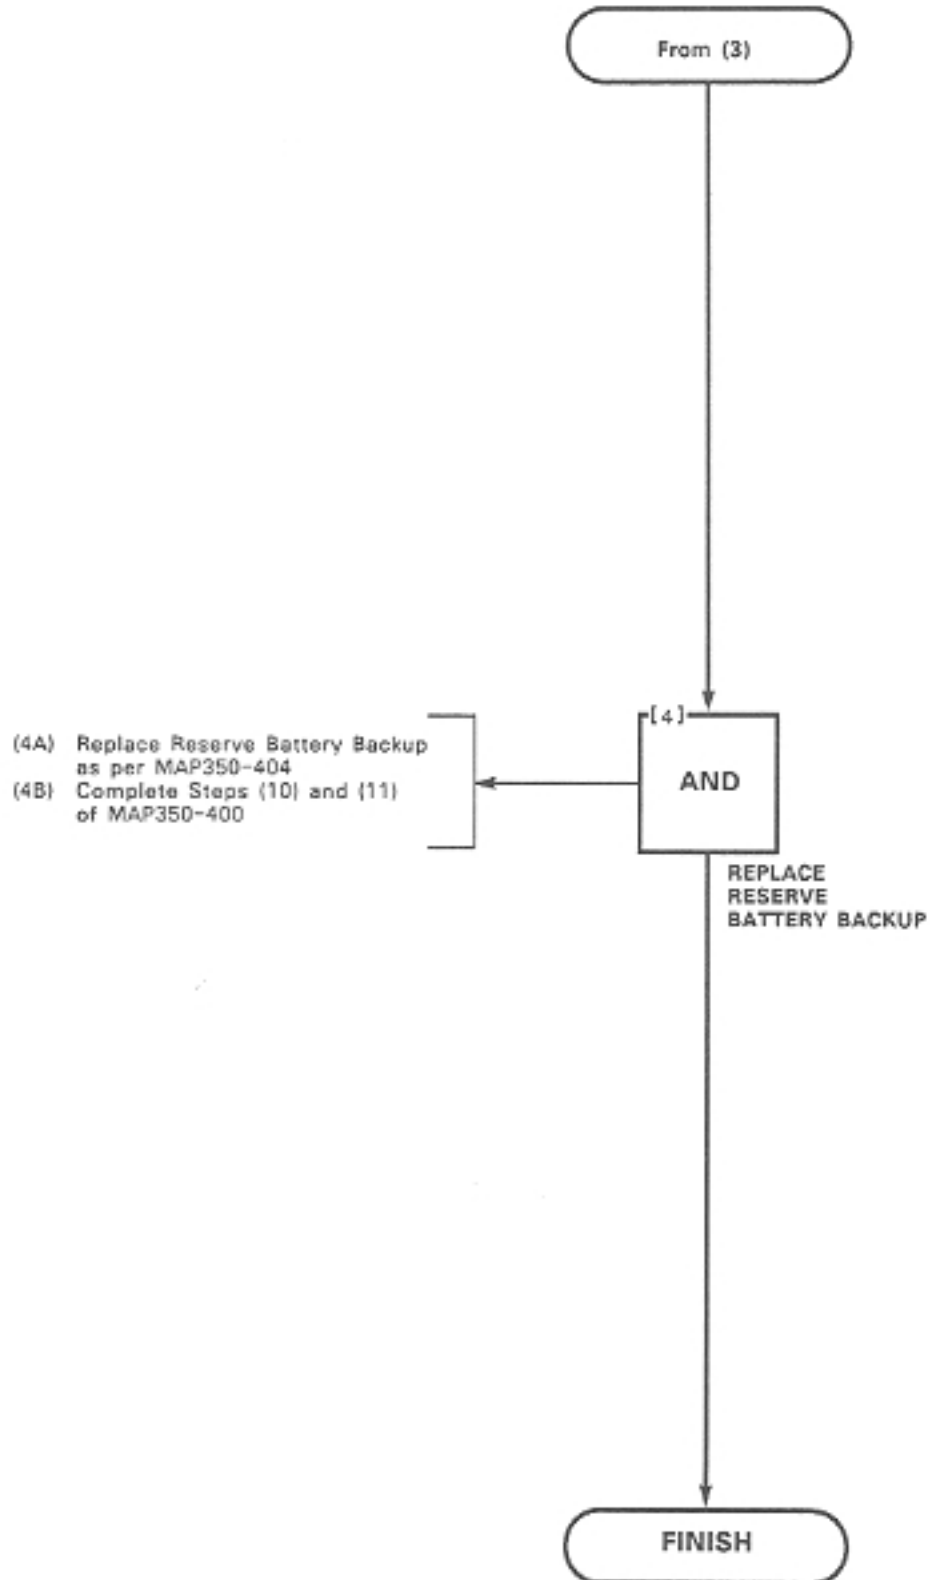 From (3)
[4]
(4A) Replace Reserve Battery Backup
as per MAP350-404
(4B) Complete Steps (10) and (11)
of MAP350-400
AND
REPLACE
RESERVE
BATTERY BACKUP
FINISH